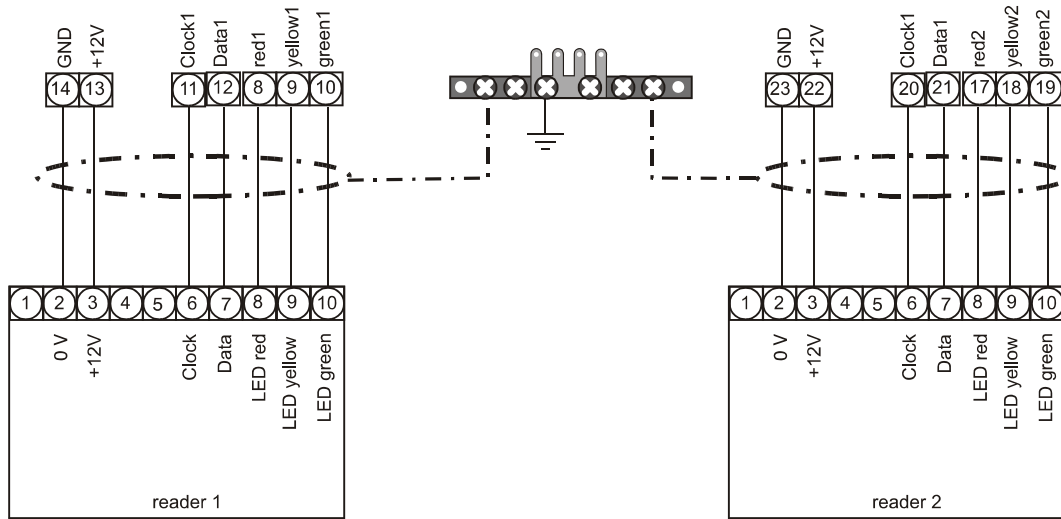 GND
+12V
Clock1
Data1
red1
yellow1
green1
14
13
11
12
8
9
10
GND
+12V
Clock1
Data1
red2
yellow2
green2
23
22
20
21
17
18
19
1
2
3
4
5
6
7
8
9
10
0 V
+12V
Clock
Data
LED red
LED yellow
LED green
reader 1
1
2
3
4
5
6
7
8
9
10
0 V
+12V
Clock
Data
LED red
LED yellow
LED green
reader 2